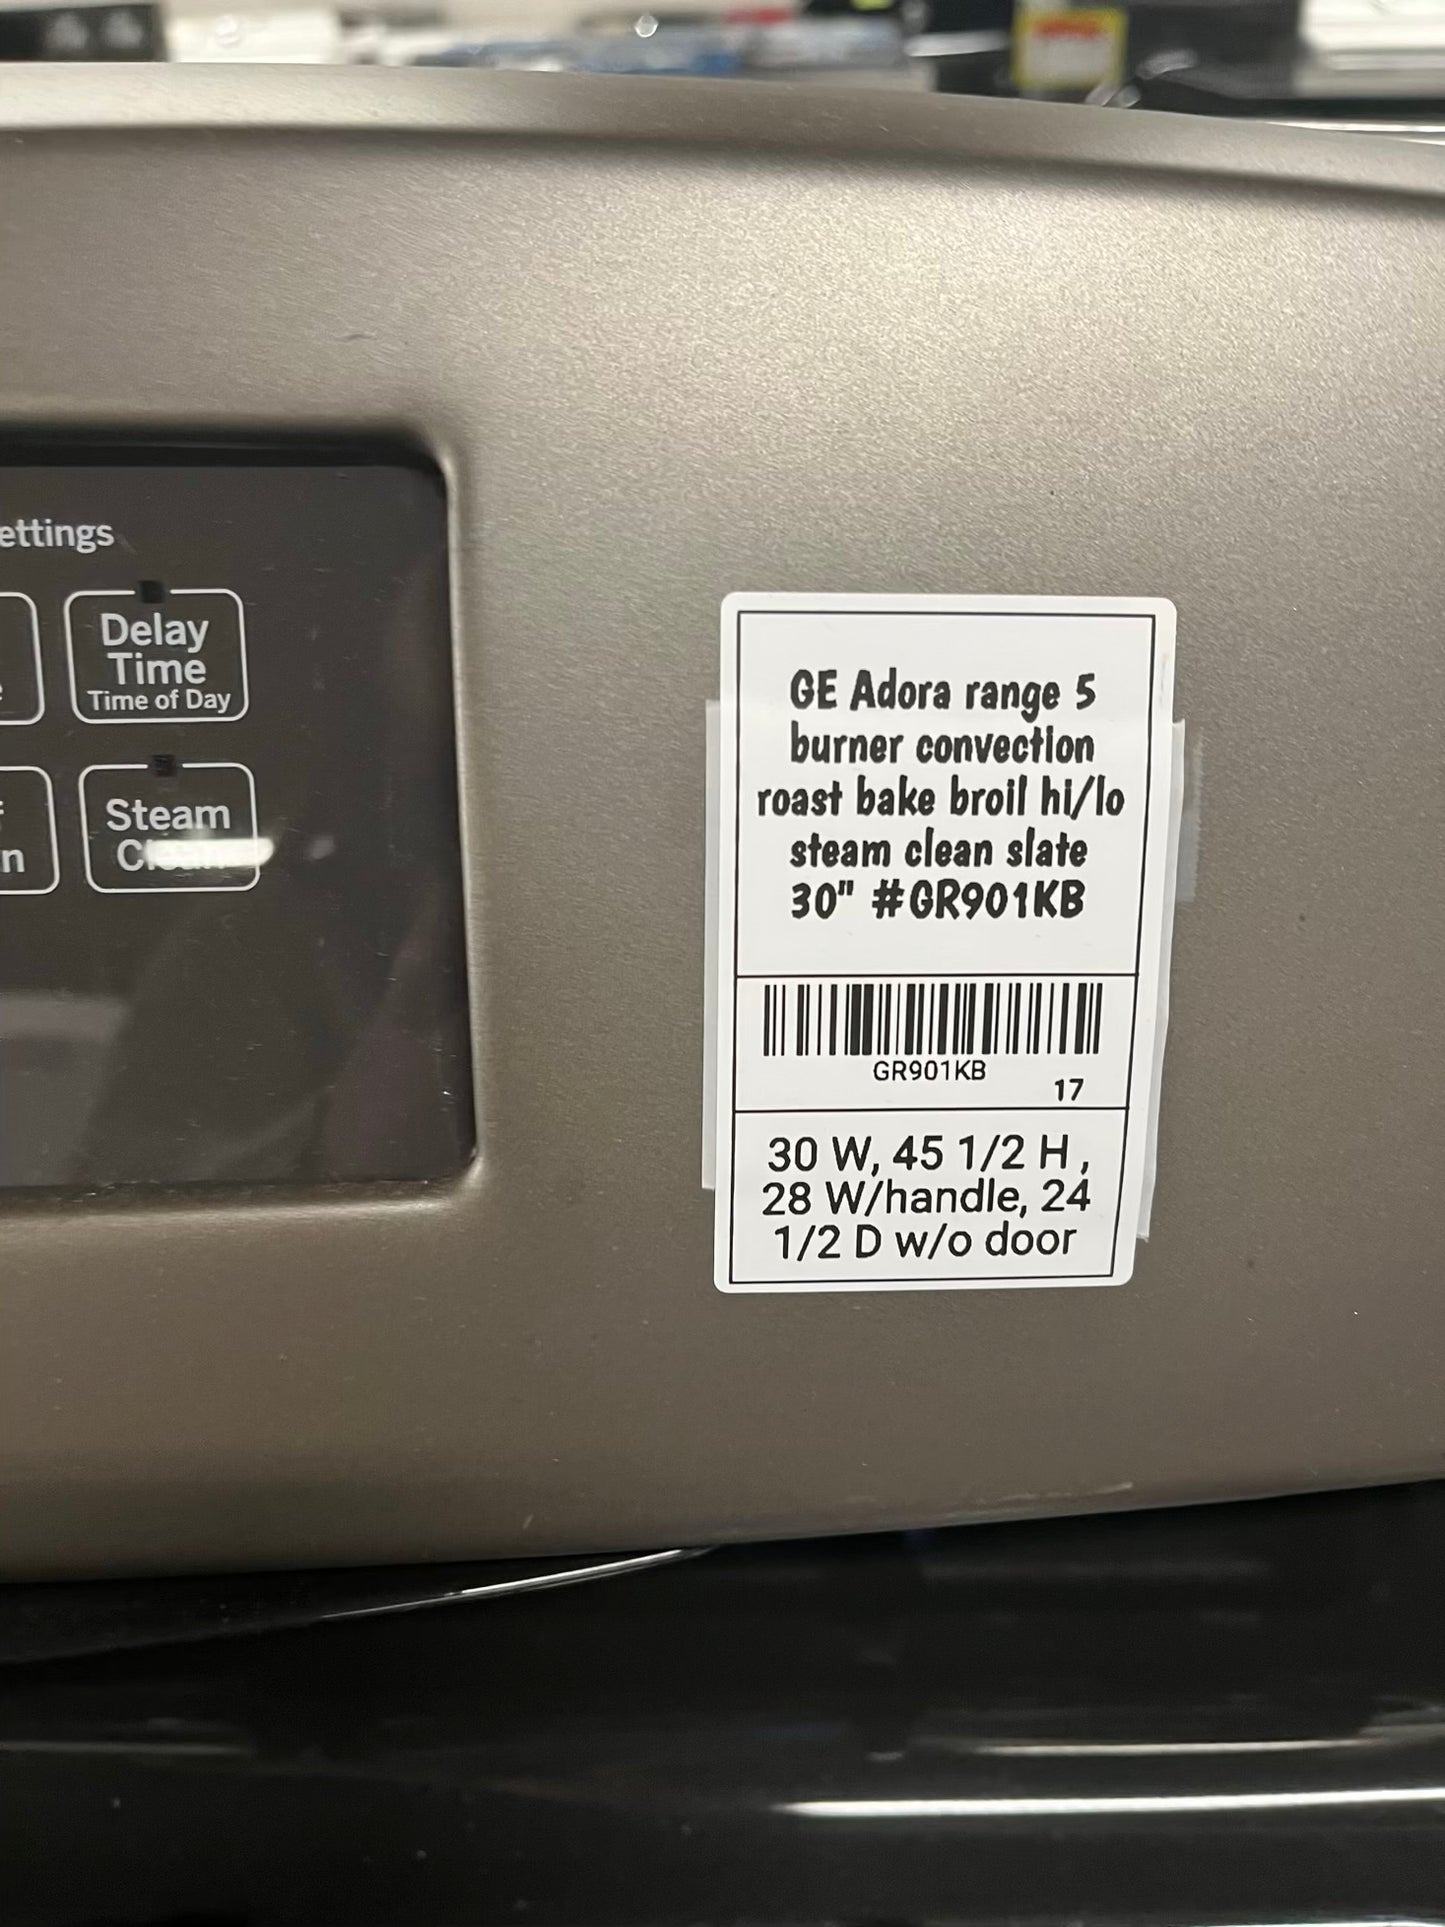 ettings
Delay
Time
Time of Day
Steam
Clean
n
GE Adora range 5
burner convection
roast bake broil hi/lo
steam clean slate
30" #GR901KB
GR901KB
17
30 W, 45 1/2 H ,
28 W/handle, 24
1/2 D w/o door